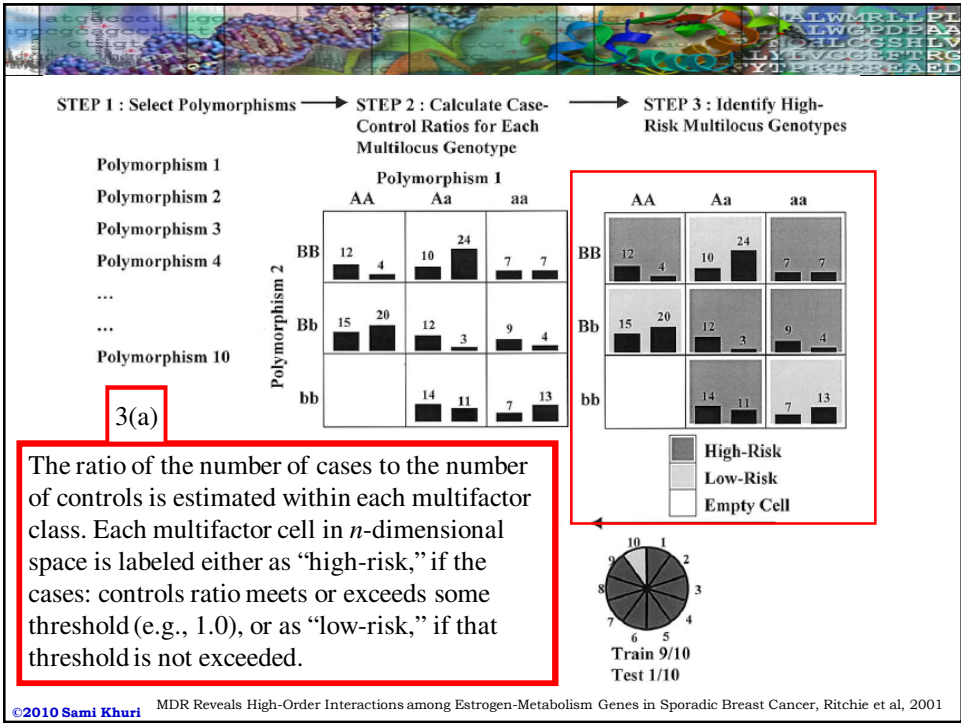 ALWMRLLPL
ALWGPDPAA
VNQHLCGSHLV
LYLVCGERGFFYTRG
STEP 1 : Select Polymorphisms
STEP 2 : Calculate Case-
Control Ratios for Each
Multilocus Genotype
STEP 3 : Identify High-
Risk Multilocus Genotypes
Polymorphism 1
Polymorphism 2
Polymorphism 3
Polymorphism 4
...
...
Polymorphism 10
Polymorphism 1
AA Aa aa
Polymorphism 2
BB 12 4 10 24 7 7
Bb 15 20 12 3 9 4
bb 14 11 7 13
AA Aa aa
BB 12 4 10 24 7 7
Bb 15 20 12 3 9 4
bb 14 11 7 13
High-Risk
Low-Risk
Empty Cell
3(a)
The ratio of the number of cases to the number
of controls is estimated within each multifactor
class. Each multifactor cell in n-dimensional
space is labeled either as “high-risk,” if the
cases: controls ratio meets or exceeds some
threshold (e.g., 1.0), or as “low-risk,” if that
threshold is not exceeded.
10 1
9 2
8 3
7 4
6 5
Train 9/10
Test 1/10
©2010 Sami Khuri
MDR Reveals High-Order Interactions among Estrogen-Metabolism Genes in Sporadic Breast Cancer, Ritchie et al, 2001